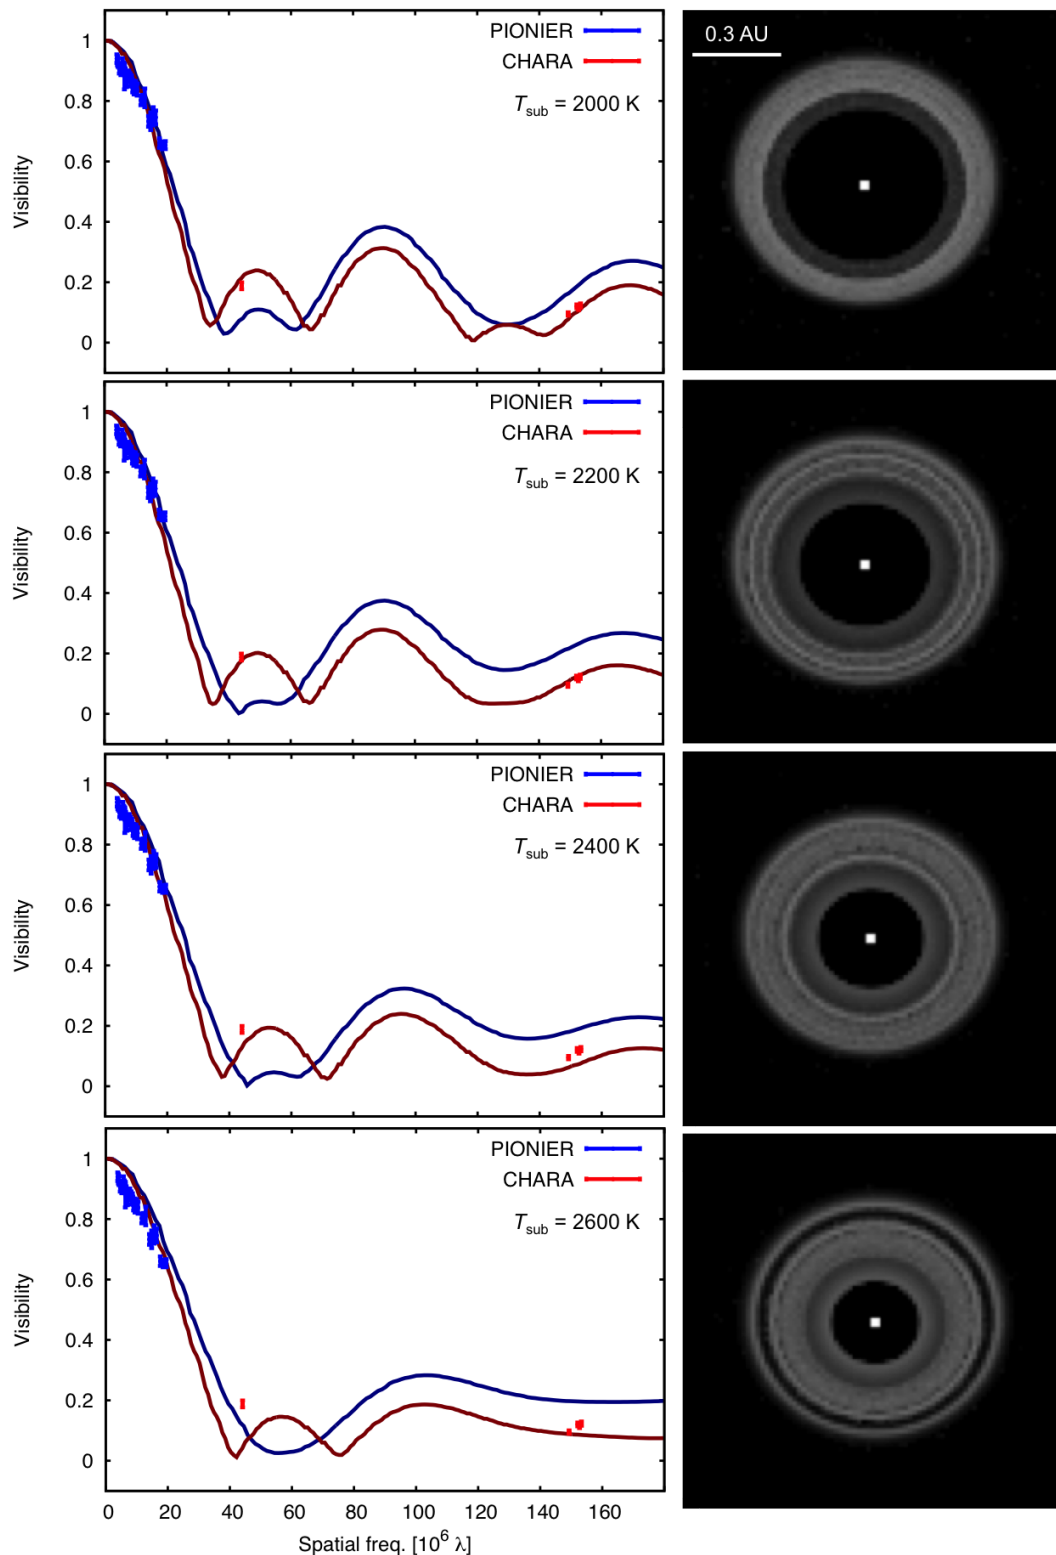 PIONIER
CHARA
T_sub = 2000 K
1
0.8
0.6
0.4
0.2
0
Visibility
0.3 AU
PIONIER
CHARA
T_sub = 2200 K
1
0.8
0.6
0.4
0.2
0
Visibility
PIONIER
CHARA
T_sub = 2400 K
1
0.8
0.6
0.4
0.2
0
Visibility
PIONIER
CHARA
T_sub = 2600 K
1
0.8
0.6
0.4
0.2
0
Visibility
0 20 40 60 80 100 120 140 160
Spatial freq. [10^6 λ]